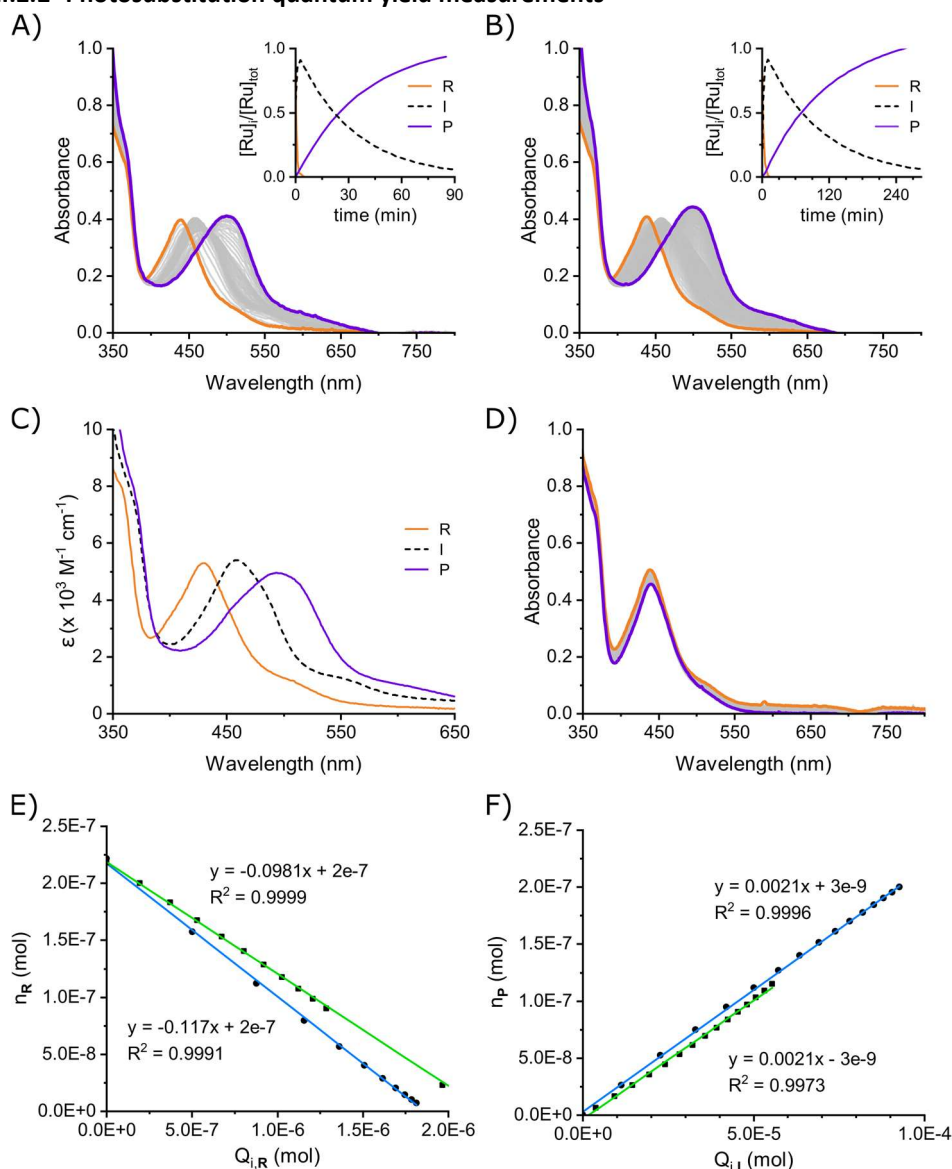 Photosubstitution quantum yield measurements
A)
1.0
0.8
0.6
0.4
0.2
0.0
Absorbance
350 450 550 650 750
Wavelength (nm)
1.0
0.5
0.0
[Ru]i/[Ru]tot
0 30 60 90
time (min)
R
I
P
B)
1.0
0.8
0.6
0.4
0.2
0.0
Absorbance
350 450 550 650 750
Wavelength (nm)
1.0
0.5
0.0
[Ru]i/[Ru]tot
0 120 240
time (min)
R
I
P
C)
10
8
6
4
2
0
ε (x 10³ M⁻¹ cm⁻¹)
350 450 550 650
Wavelength (nm)
R
I
P
D)
1.0
0.8
0.6
0.4
0.2
0.0
Absorbance
350 450 550 650 750
Wavelength (nm)
E)
2.5E-7
2.0E-7
1.5E-7
1.0E-7
5.0E-8
0.0E+0
nR (mol)
y = -0.0981x + 2e-7
R² = 0.9999
y = -0.117x + 2e-7
R² = 0.9991
0.0E+0 5.0E-7 1.0E-6 1.5E-6 2.0E-6
Qi,R (mol)
F)
2.5E-7
2.0E-7
1.5E-7
1.0E-7
5.0E-8
0.0E+0
nP (mol)
y = 0.0021x + 3e-9
R² = 0.9996
y = 0.0021x - 3e-9
R² = 0.9973
0.0E+0 5.0E-5 1.0E-4
Qi,I (mol)